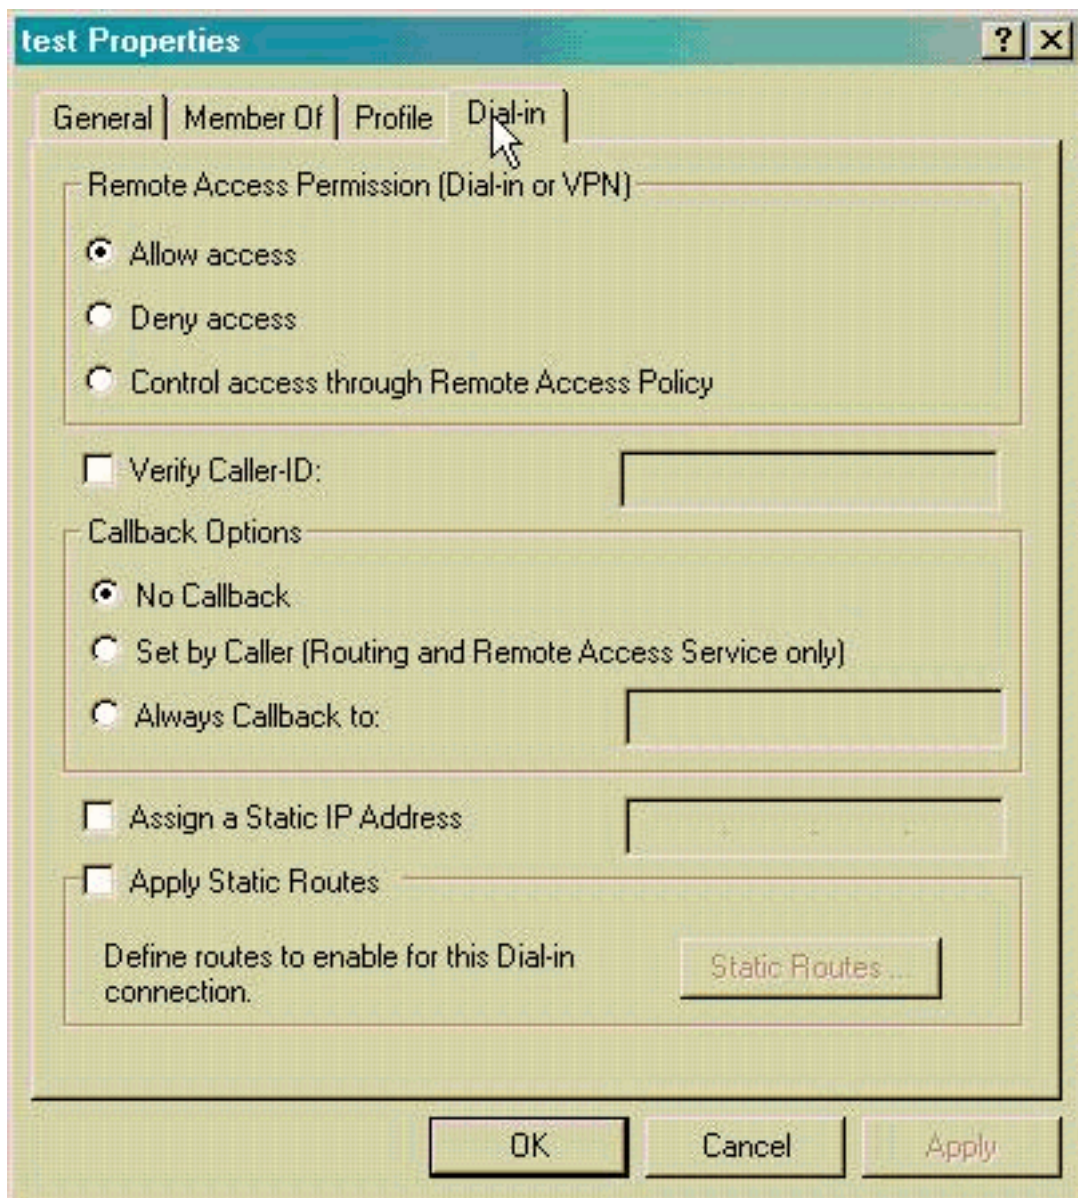 test Properties
General
Member Of
Profile
Dial-in
Remote Access Permission (Dial-in or VPN)
Allow access
Deny access
Control access through Remote Access Policy
Verify Caller-ID:
Callback Options
No Callback
Set by Caller (Routing and Remote Access Service only)
Always Callback to:
Assign a Static IP Address
Apply Static Routes
Define routes to enable for this Dial-in
connection.
Static Routes ...
OK
Cancel
Apply